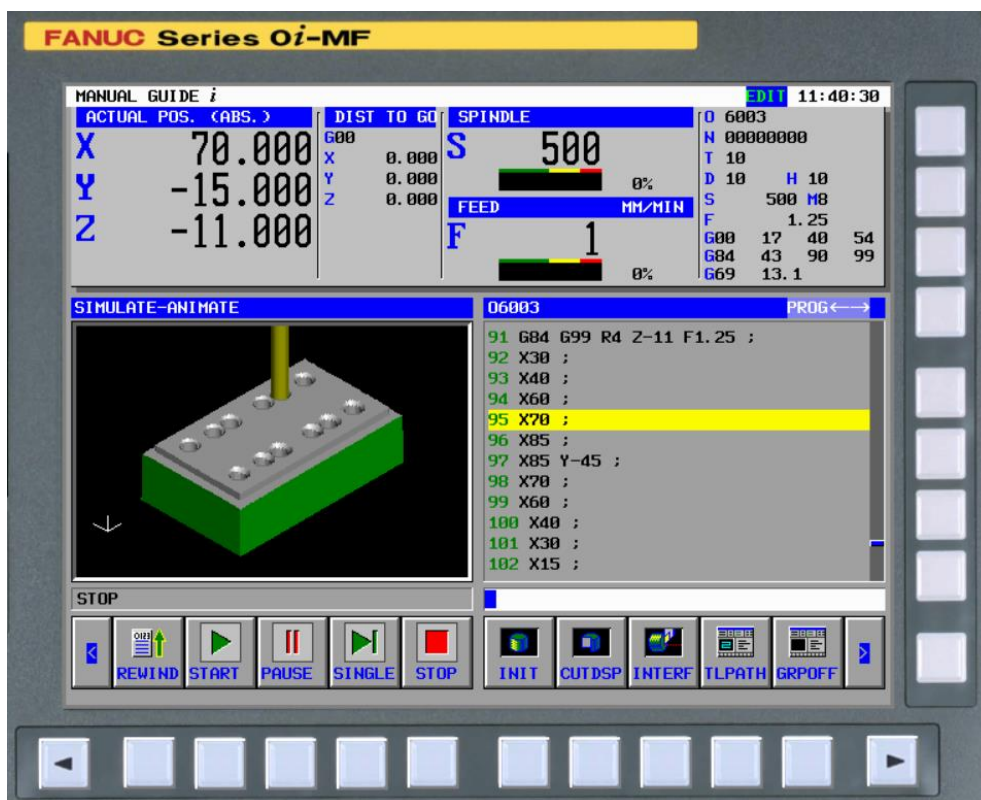 FANUC Series 0i-MF
MANUAL GUIDE i EDIT 11:40:30
ACTUAL POS. (ABS.)
X 70.000
Y -15.000
Z -11.000
DIST TO GO
G00
X 0.000
Y 0.000
Z 0.000
SPINDLE
S 500
0%
FEED MM/MIN
F 1
0%
O 6003
N 00000000
T 10
D 10 H 10
S 500 M8
F 1.25
G00 17 40 54
G84 43 90 99
G69 13.1
SIMULATE-ANIMATE
O6003 PROG←→
91 G84 G99 R4 Z-11 F1.25 ;
92 X30 ;
93 X40 ;
94 X60 ;
95 X70 ;
96 X85 ;
97 X85 Y-45 ;
98 X70 ;
99 X60 ;
100 X40 ;
101 X30 ;
102 X15 ;
STOP
< REWIND START PAUSE SINGLE STOP
INIT CUTDSP INTERF TLPATH GRPOFF >